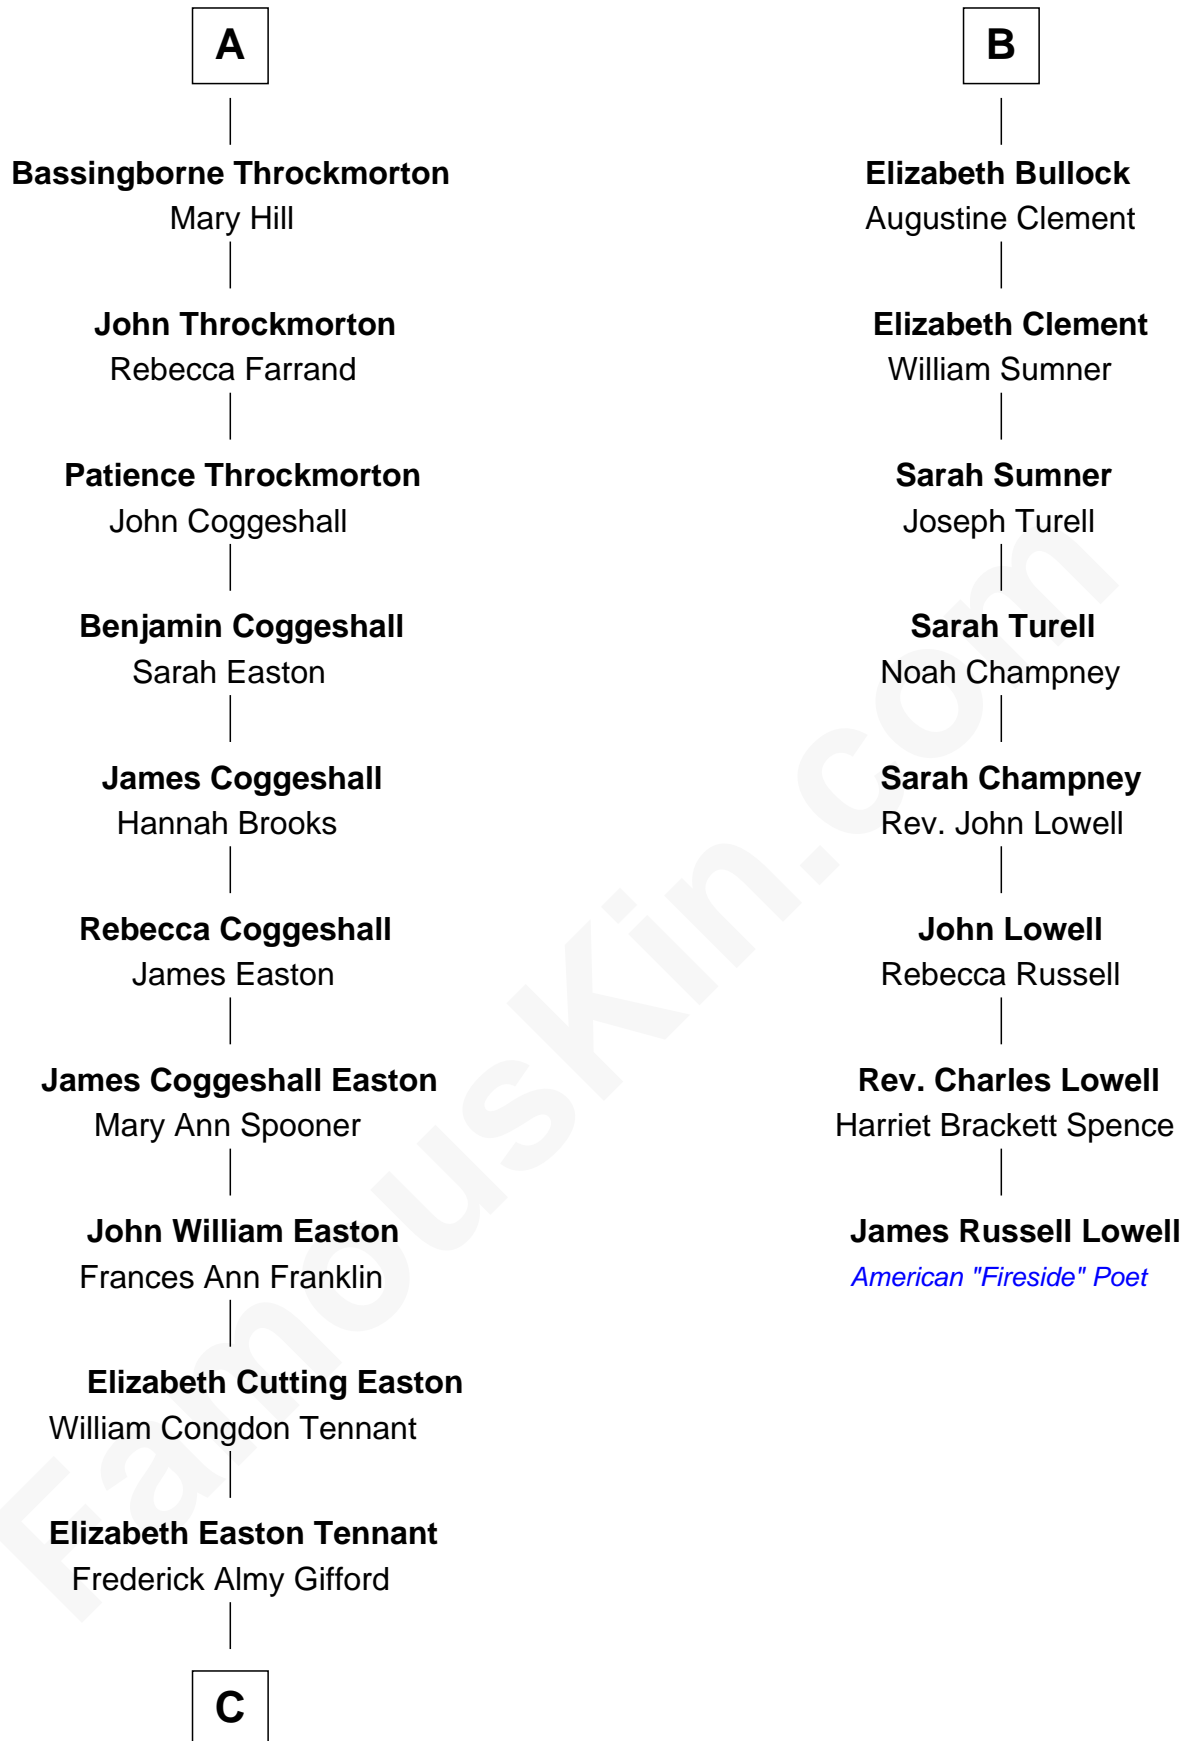 A
Bassingborne Throckmorton
Mary Hill
John Throckmorton
Rebecca Farrand
Patience Throckmorton
John Coggeshall
Benjamin Coggeshall
Sarah Easton
James Coggeshall
Hannah Brooks
Rebecca Coggeshall
James Easton
James Coggeshall Easton
Mary Ann Spooner
John William Easton
Frances Ann Franklin
Elizabeth Cutting Easton
William Congdon Tennant
Elizabeth Easton Tennant
Frederick Almy Gifford
C
B
Elizabeth Bullock
Augustine Clement
Elizabeth Clement
William Sumner
Sarah Sumner
Joseph Turell
Sarah Turell
Noah Champney
Sarah Champney
Rev. John Lowell
John Lowell
Rebecca Russell
Rev. Charles Lowell
Harriet Brackett Spence
James Russell Lowell
American "Fireside" Poet
FamousKin.com